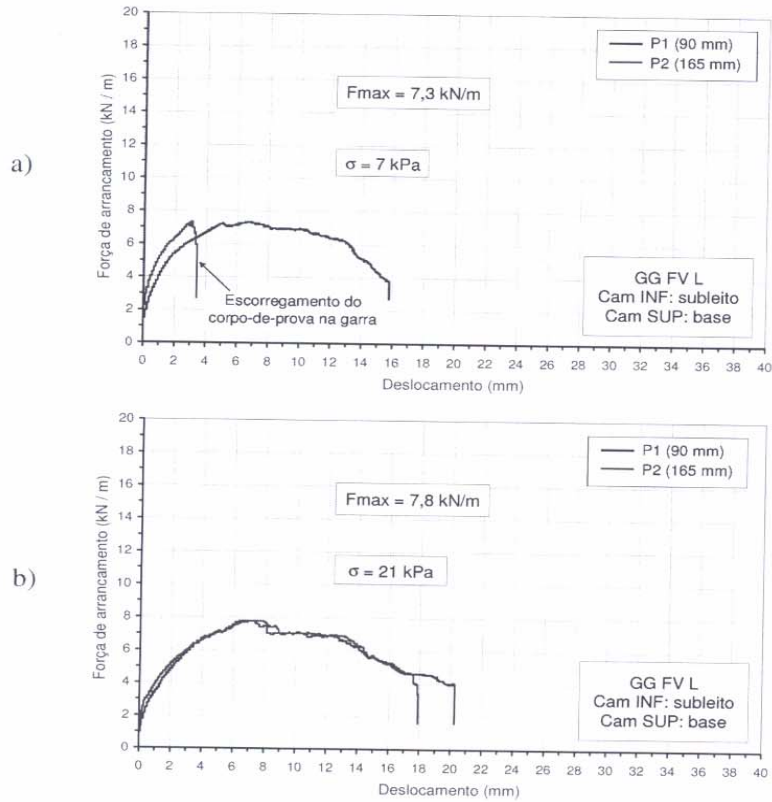 a)
Força de arrancamento (kN / m)
20
18
16
14
12
10
8
6
4
2
0
P1 (90 mm)
P2 (165 mm)
Fmax = 7,3 kN/m
σ = 7 kPa
Escorregamento do
corpo-de-prova na garra
GG FV L
Cam INF: subleito
Cam SUP: base
0 2 4 6 8 10 12 14 16 18 20 22 24 26 28 30 32 34 36 38 40
Deslocamento (mm)
b)
Força de arrancamento (kN / m)
20
18
16
14
12
10
8
6
4
2
0
P1 (90 mm)
P2 (165 mm)
Fmax = 7,8 kN/m
σ = 21 kPa
GG FV L
Cam INF: subleito
Cam SUP: base
0 2 4 6 8 10 12 14 16 18 20 22 24 26 28 30 32 34 36 38 40
Deslocamento (mm)